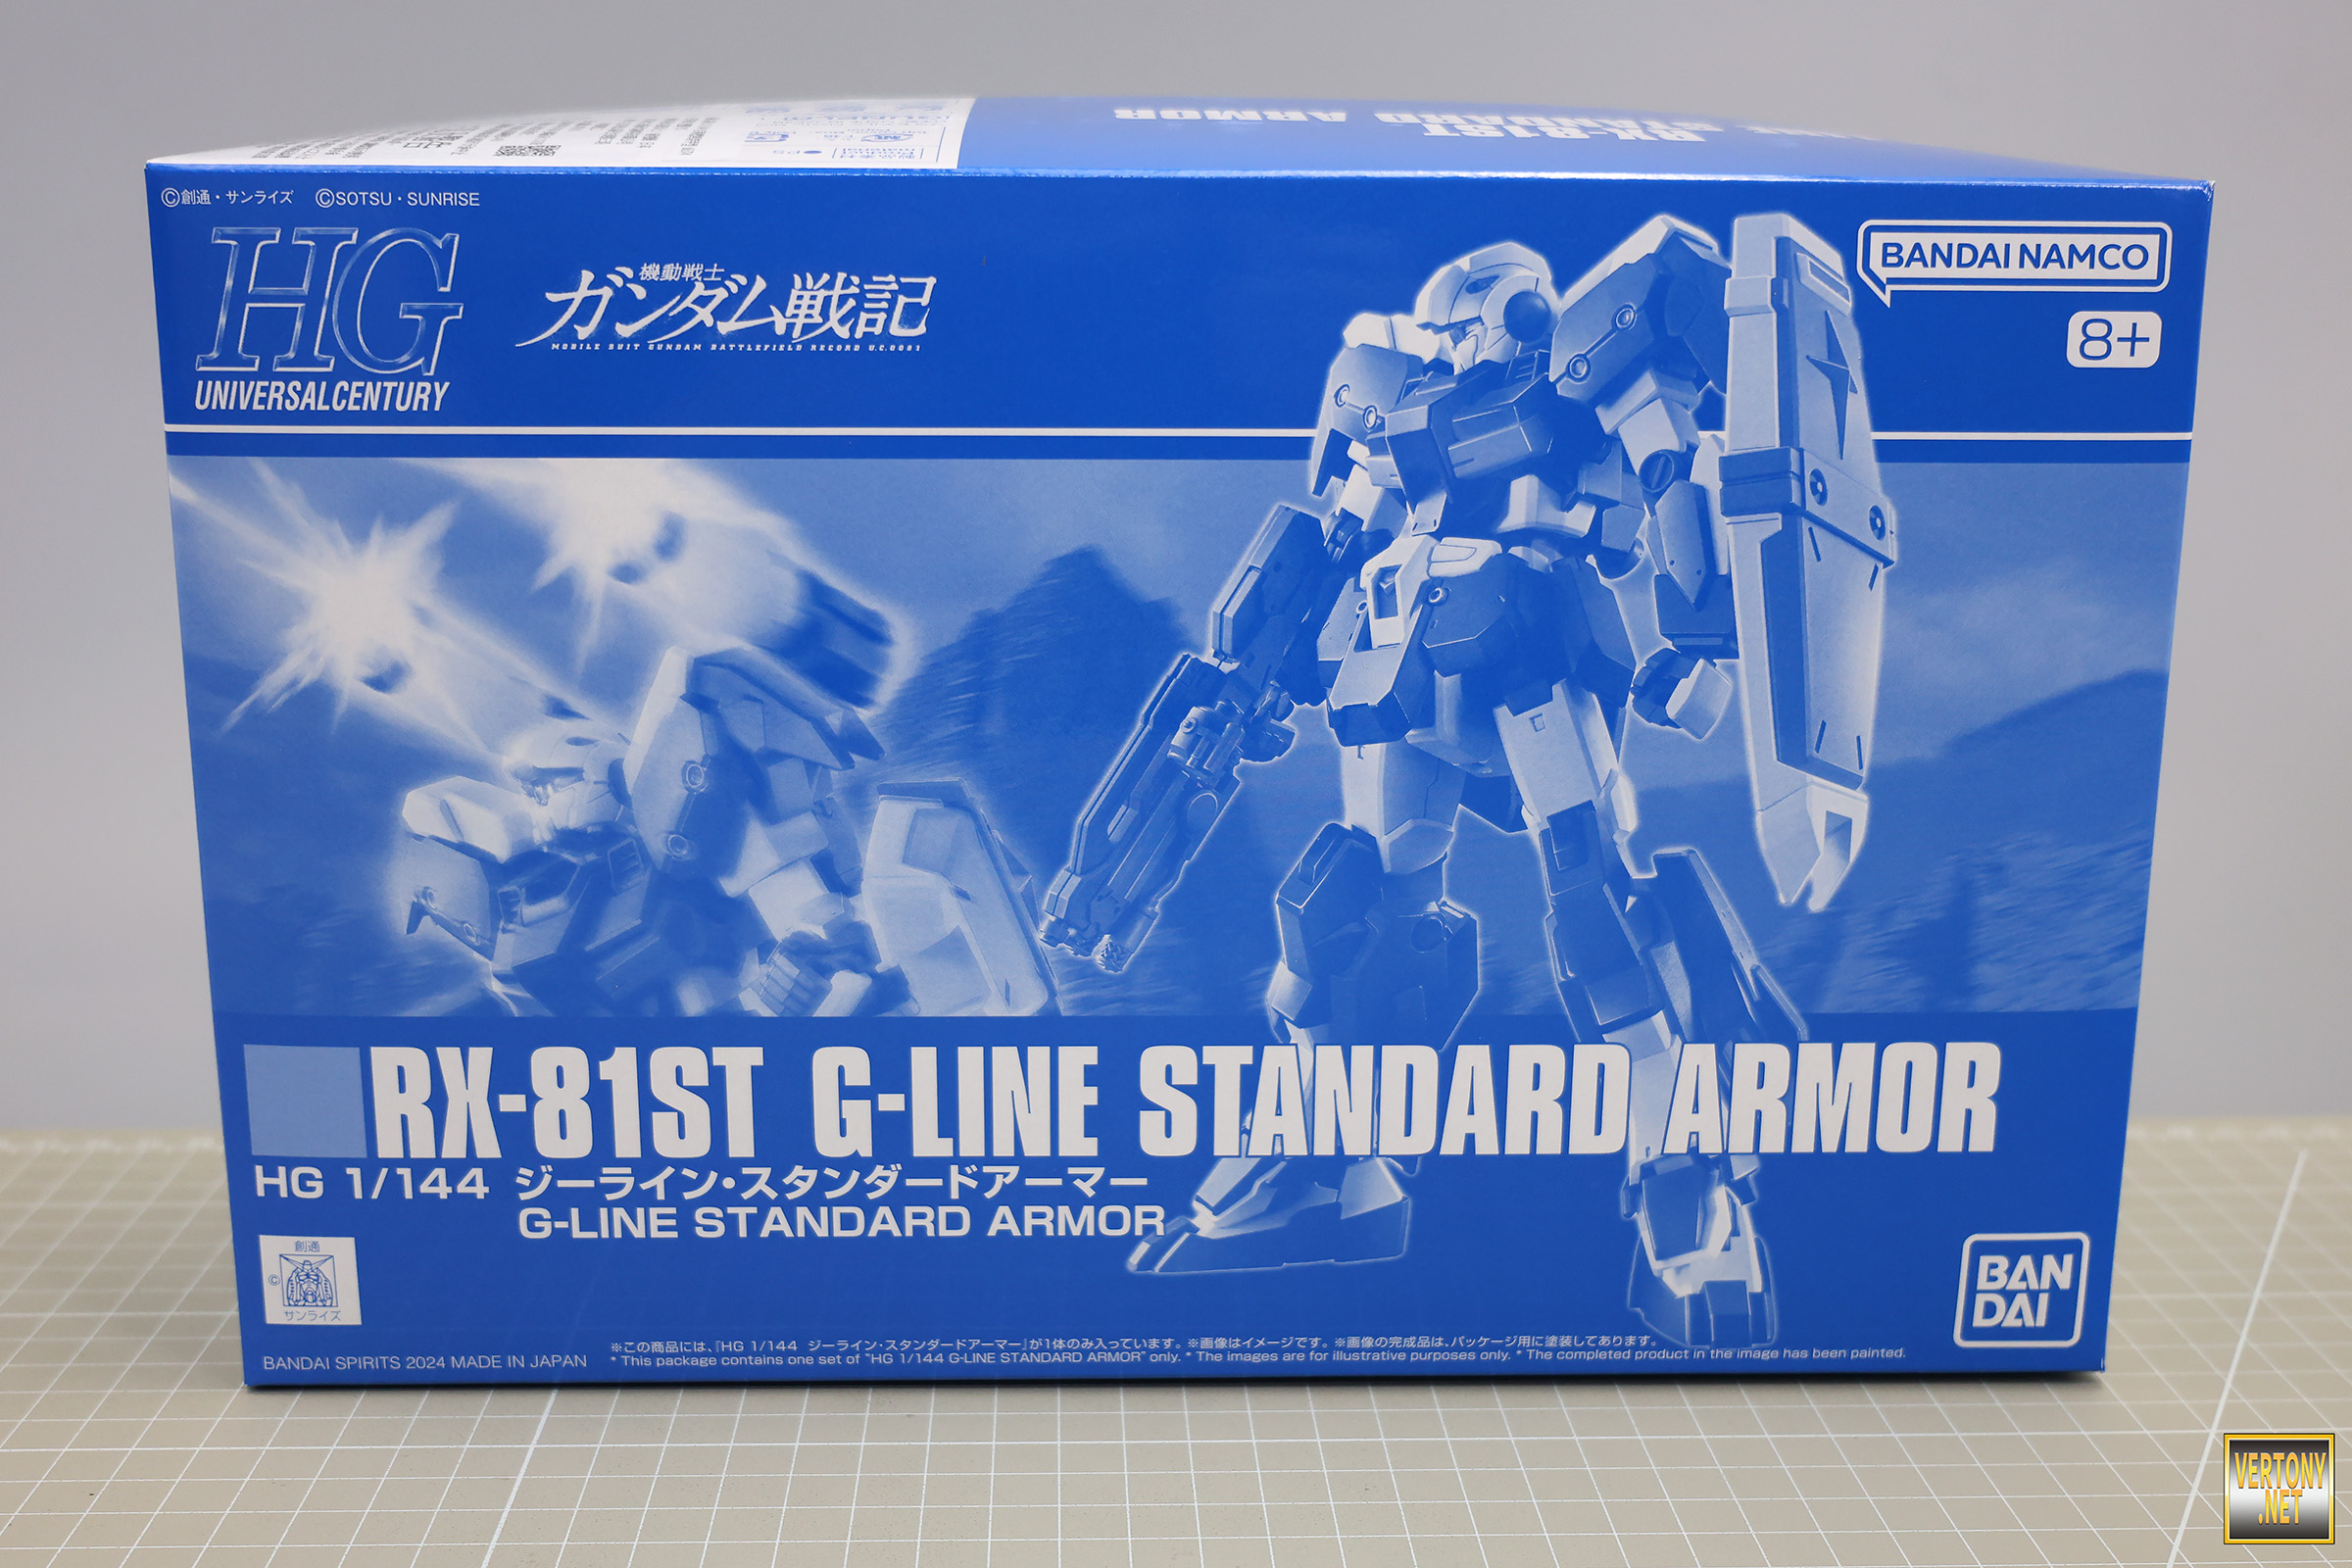 RX-81ST
STANDARD ARMOR
©創通・サンライズ ©SOTSU・SUNRISE
HG
UNIVERSAL CENTURY
機動戦士
ガンダム戦記
MOBILE SUIT GUNDAM BATTLEFIELD RECORD U.C.0081
BANDAI NAMCO
8+
RX-81ST G-LINE STANDARD ARMOR
HG 1/144 ジーライン・スタンダードアーマー
G-LINE STANDARD ARMOR
創通
©
サンライズ
BAN
DAI
※この商品には、『HG 1/144 ジーライン・スタンダードアーマー』が1体のみ入っています。※画像はイメージです。※画像の完成品は、パッケージ用に塗装してあります。
BANDAI SPIRITS 2024 MADE IN JAPAN
* This package contains one set of "HG 1/144 G-LINE STANDARD ARMOR" only. * The images are for illustrative purposes only. * The completed product in the image has been painted.
VERTONY
.NET